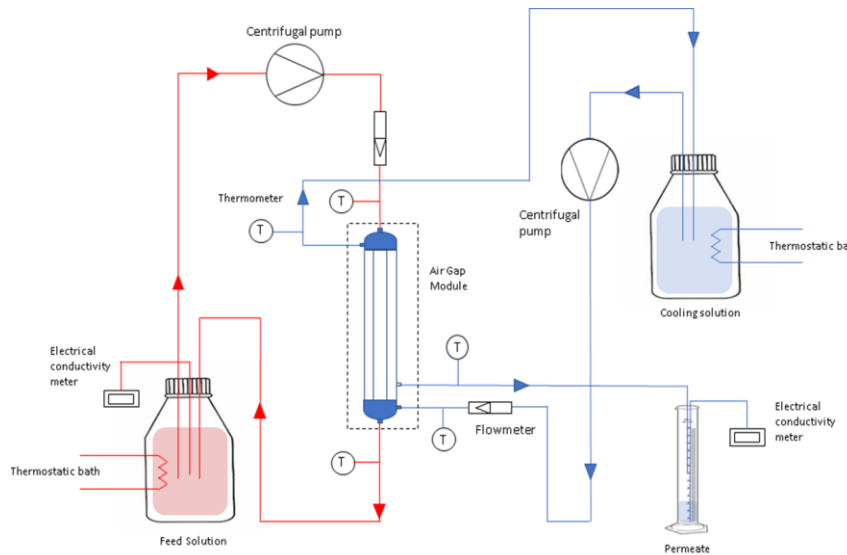 Centrifugal pump
Thermometer
T
T
Centrifugal
pump
Thermostatic ba
Air Gap
Module
Cooling solution
Electrical
conductivity
meter
T
T
Flowmeter
Electrical
conductivity
meter
Thermostatic bath
T
Feed Solution
Permeate